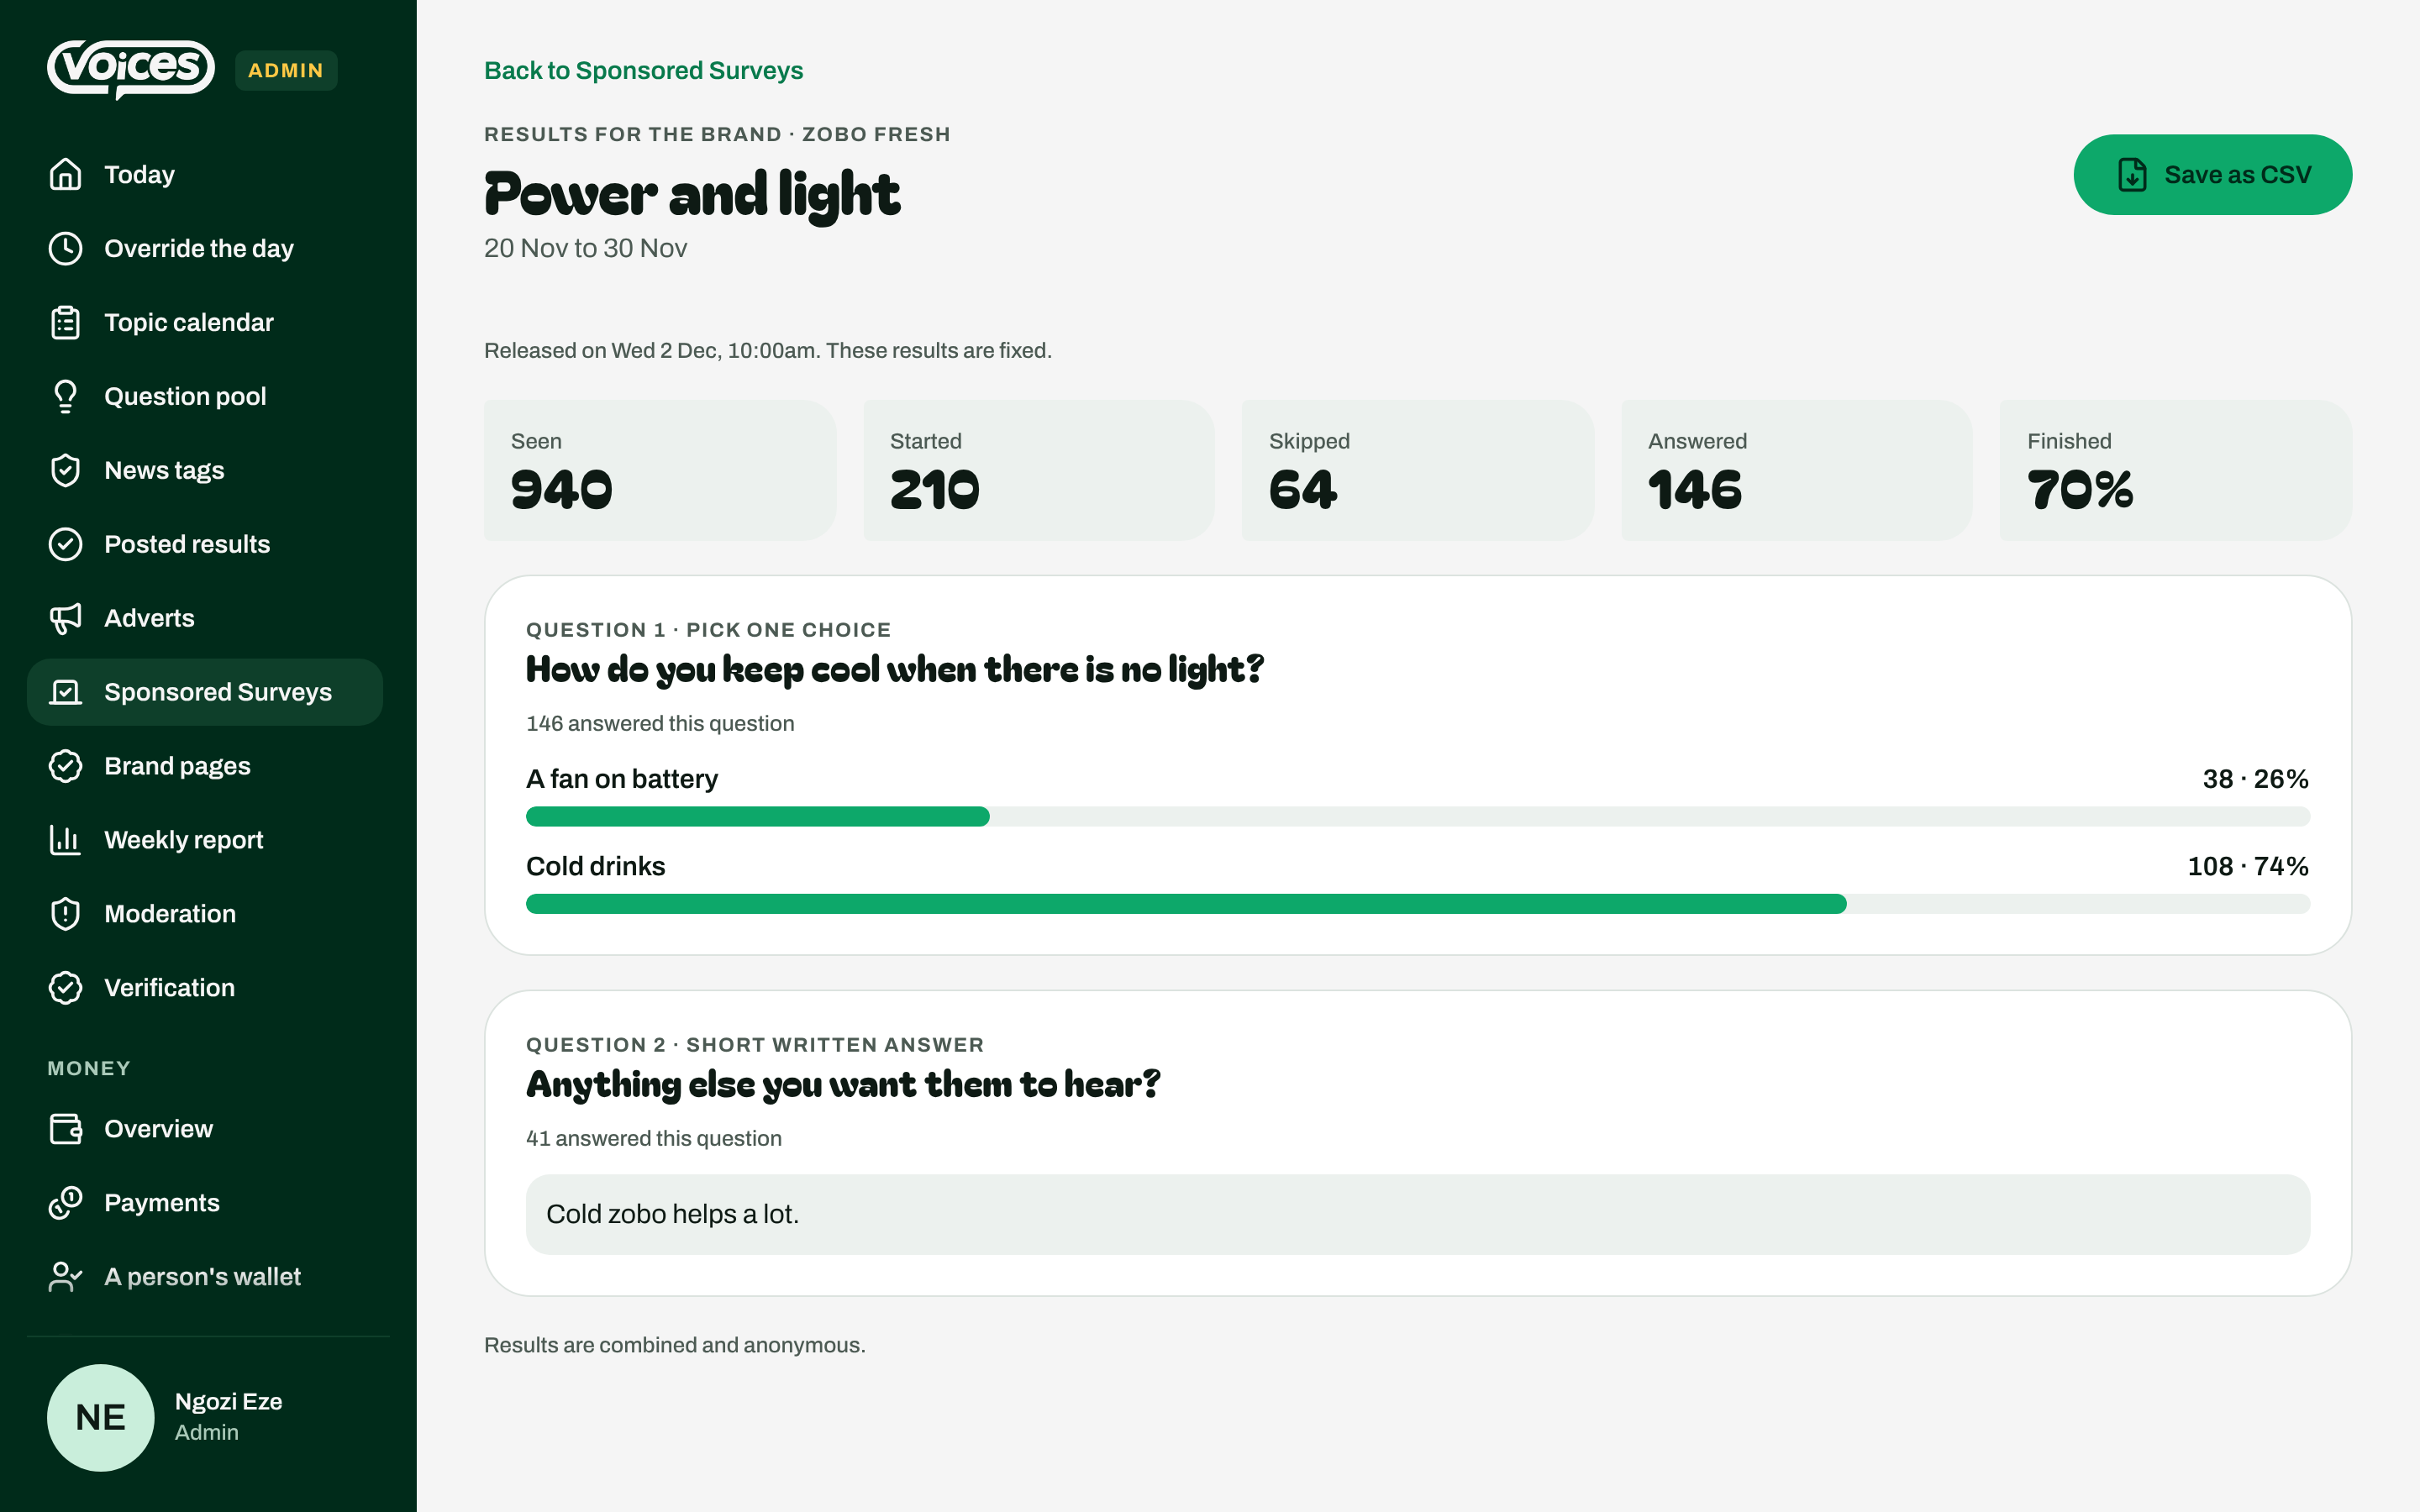 Voices
ADMIN
Today
Override the day
Topic calendar
Question pool
News tags
Posted results
Adverts
Sponsored Surveys
Brand pages
Weekly report
Moderation
Verification
MONEY
Overview
Payments
A person's wallet
NE
Ngozi Eze
Admin
Back to Sponsored Surveys
RESULTS FOR THE BRAND · ZOBO FRESH
Power and light
20 Nov to 30 Nov
Save as CSV
Released on Wed 2 Dec, 10:00am. These results are fixed.
Seen
940
Started
210
Skipped
64
Answered
146
Finished
70%
QUESTION 1 · PICK ONE CHOICE
How do you keep cool when there is no light?
146 answered this question
A fan on battery 38 · 26%
Cold drinks 108 · 74%
QUESTION 2 · SHORT WRITTEN ANSWER
Anything else you want them to hear?
41 answered this question
Cold zobo helps a lot.
Results are combined and anonymous.